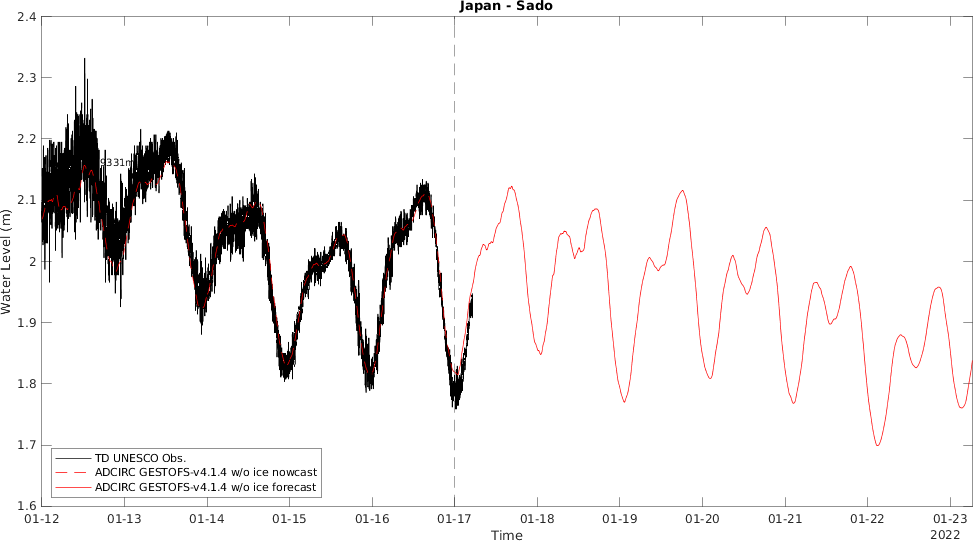 Japan - Sado
2.4
2.3
2.2
2.1
2
1.9
1.8
1.7
1.6
Water Level (m)
9331m
TD UNESCO Obs.
ADCIRC GESTOFS-v4.1.4 w/o ice nowcast
ADCIRC GESTOFS-v4.1.4 w/o ice forecast
01-12 01-13 01-14 01-15 01-16 01-17 01-18 01-19 01-20 01-21 01-22 01-23
Time
2022